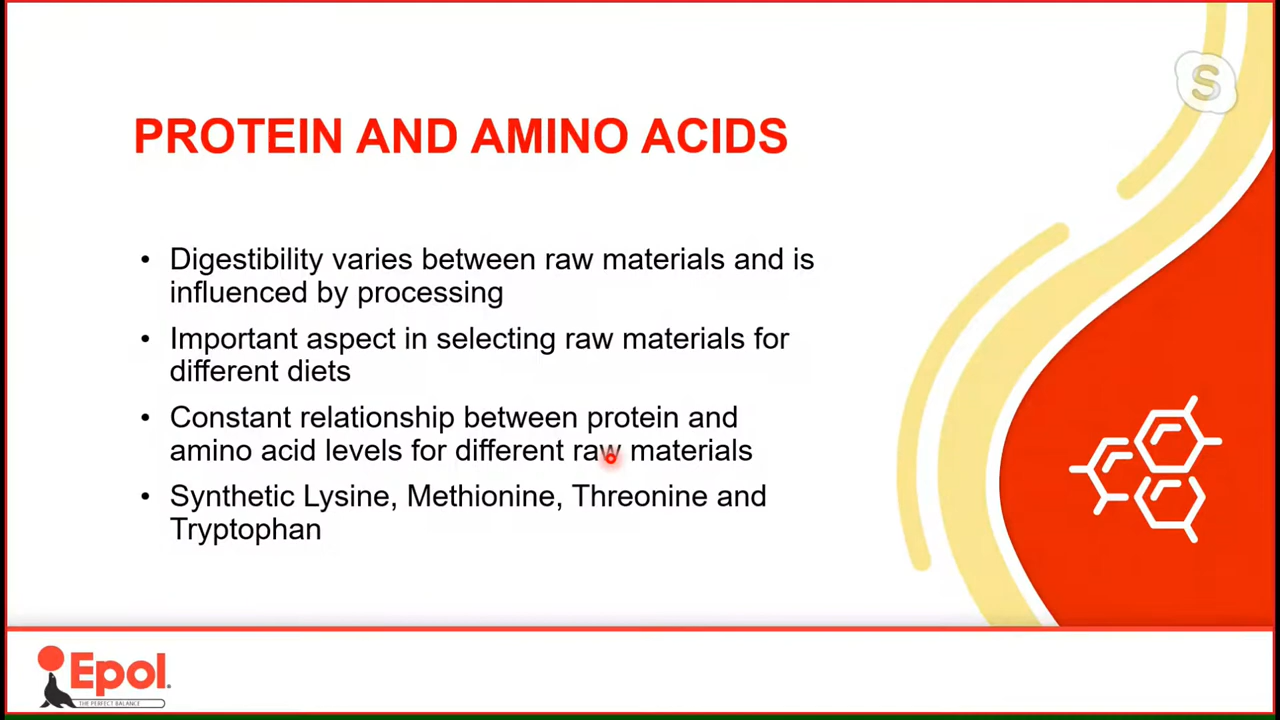 S
PROTEIN AND AMINO ACIDS
• Digestibility varies between raw materials and is
influenced by processing
• Important aspect in selecting raw materials for
different diets
• Constant relationship between protein and
amino acid levels for different raw materials
• Synthetic Lysine, Methionine, Threonine and
Tryptophan
Epol
THE PERFECT BALANCE